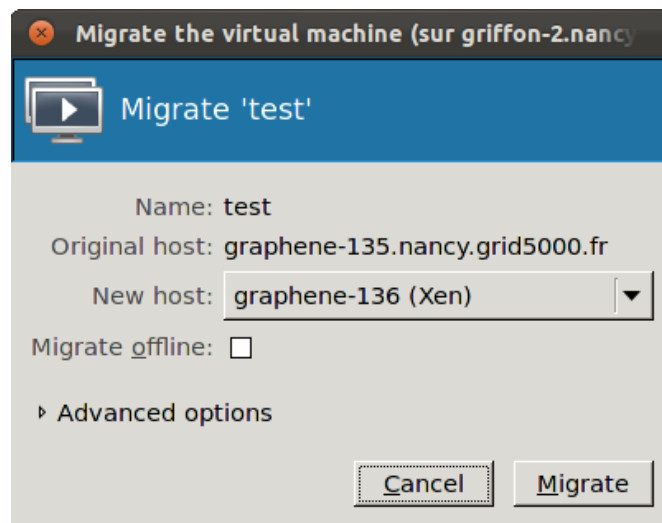 Migrate the virtual machine (sur griffon-2.nancy
Migrate 'test'
Name: test
Original host: graphene-135.nancy.grid5000.fr
New host: graphene-136 (Xen)
Migrate offline:
Advanced options
Cancel Migrate